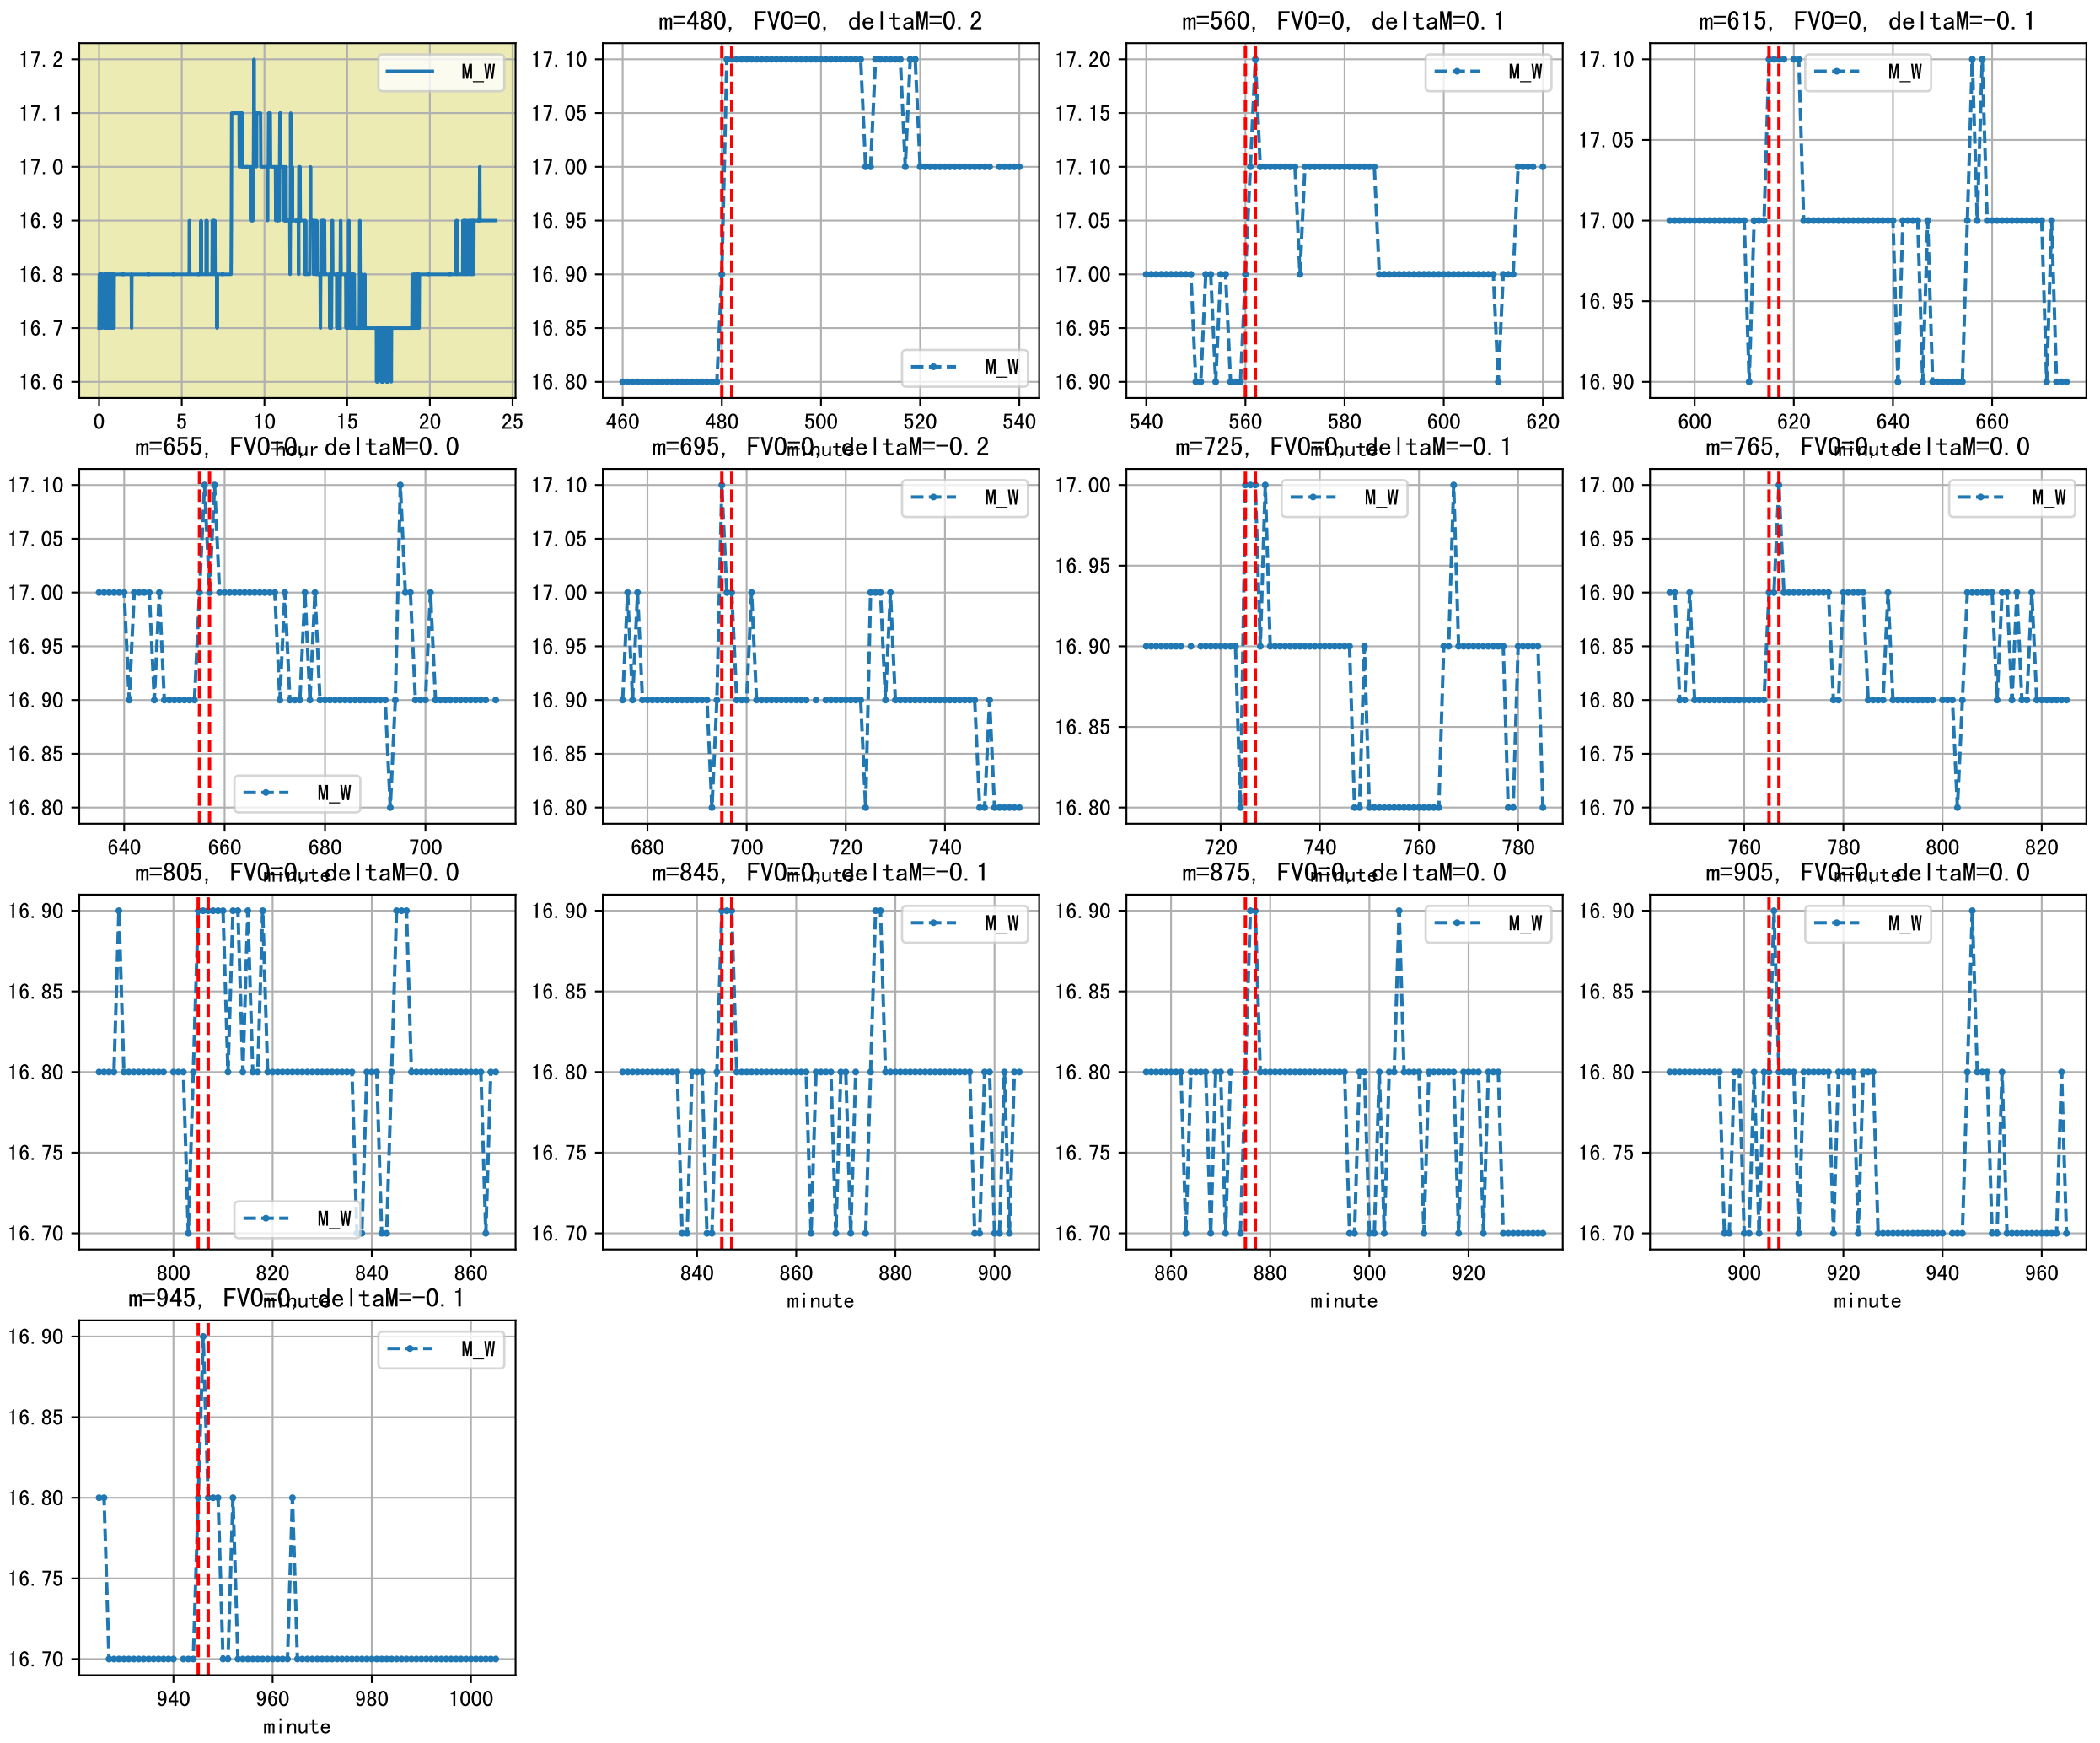 m=480, FVO=0, deltaM=0.2
m=560, FVO=0, deltaM=0.1
m=615, FVO=0, deltaM=-0.1
17.2
17.1
17.0
16.9
16.8
16.7
16.6
M_W
0 5 10 15 20 25
hour
17.10
17.05
17.00
16.95
16.90
16.85
16.80
M_W
460 480 500 520 540
minute
17.20
17.15
17.10
17.05
17.00
16.95
16.90
M_W
540 560 580 600 620
minute
17.10
17.05
17.00
16.95
16.90
M_W
600 620 640 660
minute
m=655, FVO=0, deltaM=0.0
17.10
17.05
17.00
16.95
16.90
16.85
16.80
M_W
640 660 680 700
minute
m=695, FVO=0, deltaM=-0.2
17.10
17.05
17.00
16.95
16.90
16.85
16.80
M_W
680 700 720 740
minute
m=725, FVO=0, deltaM=-0.1
17.00
16.95
16.90
16.85
16.80
M_W
720 740 760 780
minute
m=765, FVO=0, deltaM=0.0
17.00
16.95
16.90
16.85
16.80
16.75
16.70
M_W
760 780 800 820
minute
m=805, FVO=0, deltaM=0.0
16.90
16.85
16.80
16.75
16.70
M_W
800 820 840 860
minute
m=845, FVO=0, deltaM=-0.1
16.90
16.85
16.80
16.75
16.70
M_W
840 860 880 900
minute
m=875, FVO=0, deltaM=0.0
16.90
16.85
16.80
16.75
16.70
M_W
860 880 900 920
minute
m=905, FVO=0, deltaM=0.0
16.90
16.85
16.80
16.75
16.70
M_W
900 920 940 960
minute
m=945, FVO=0, deltaM=-0.1
16.90
16.85
16.80
16.75
16.70
M_W
940 960 980 1000
minute